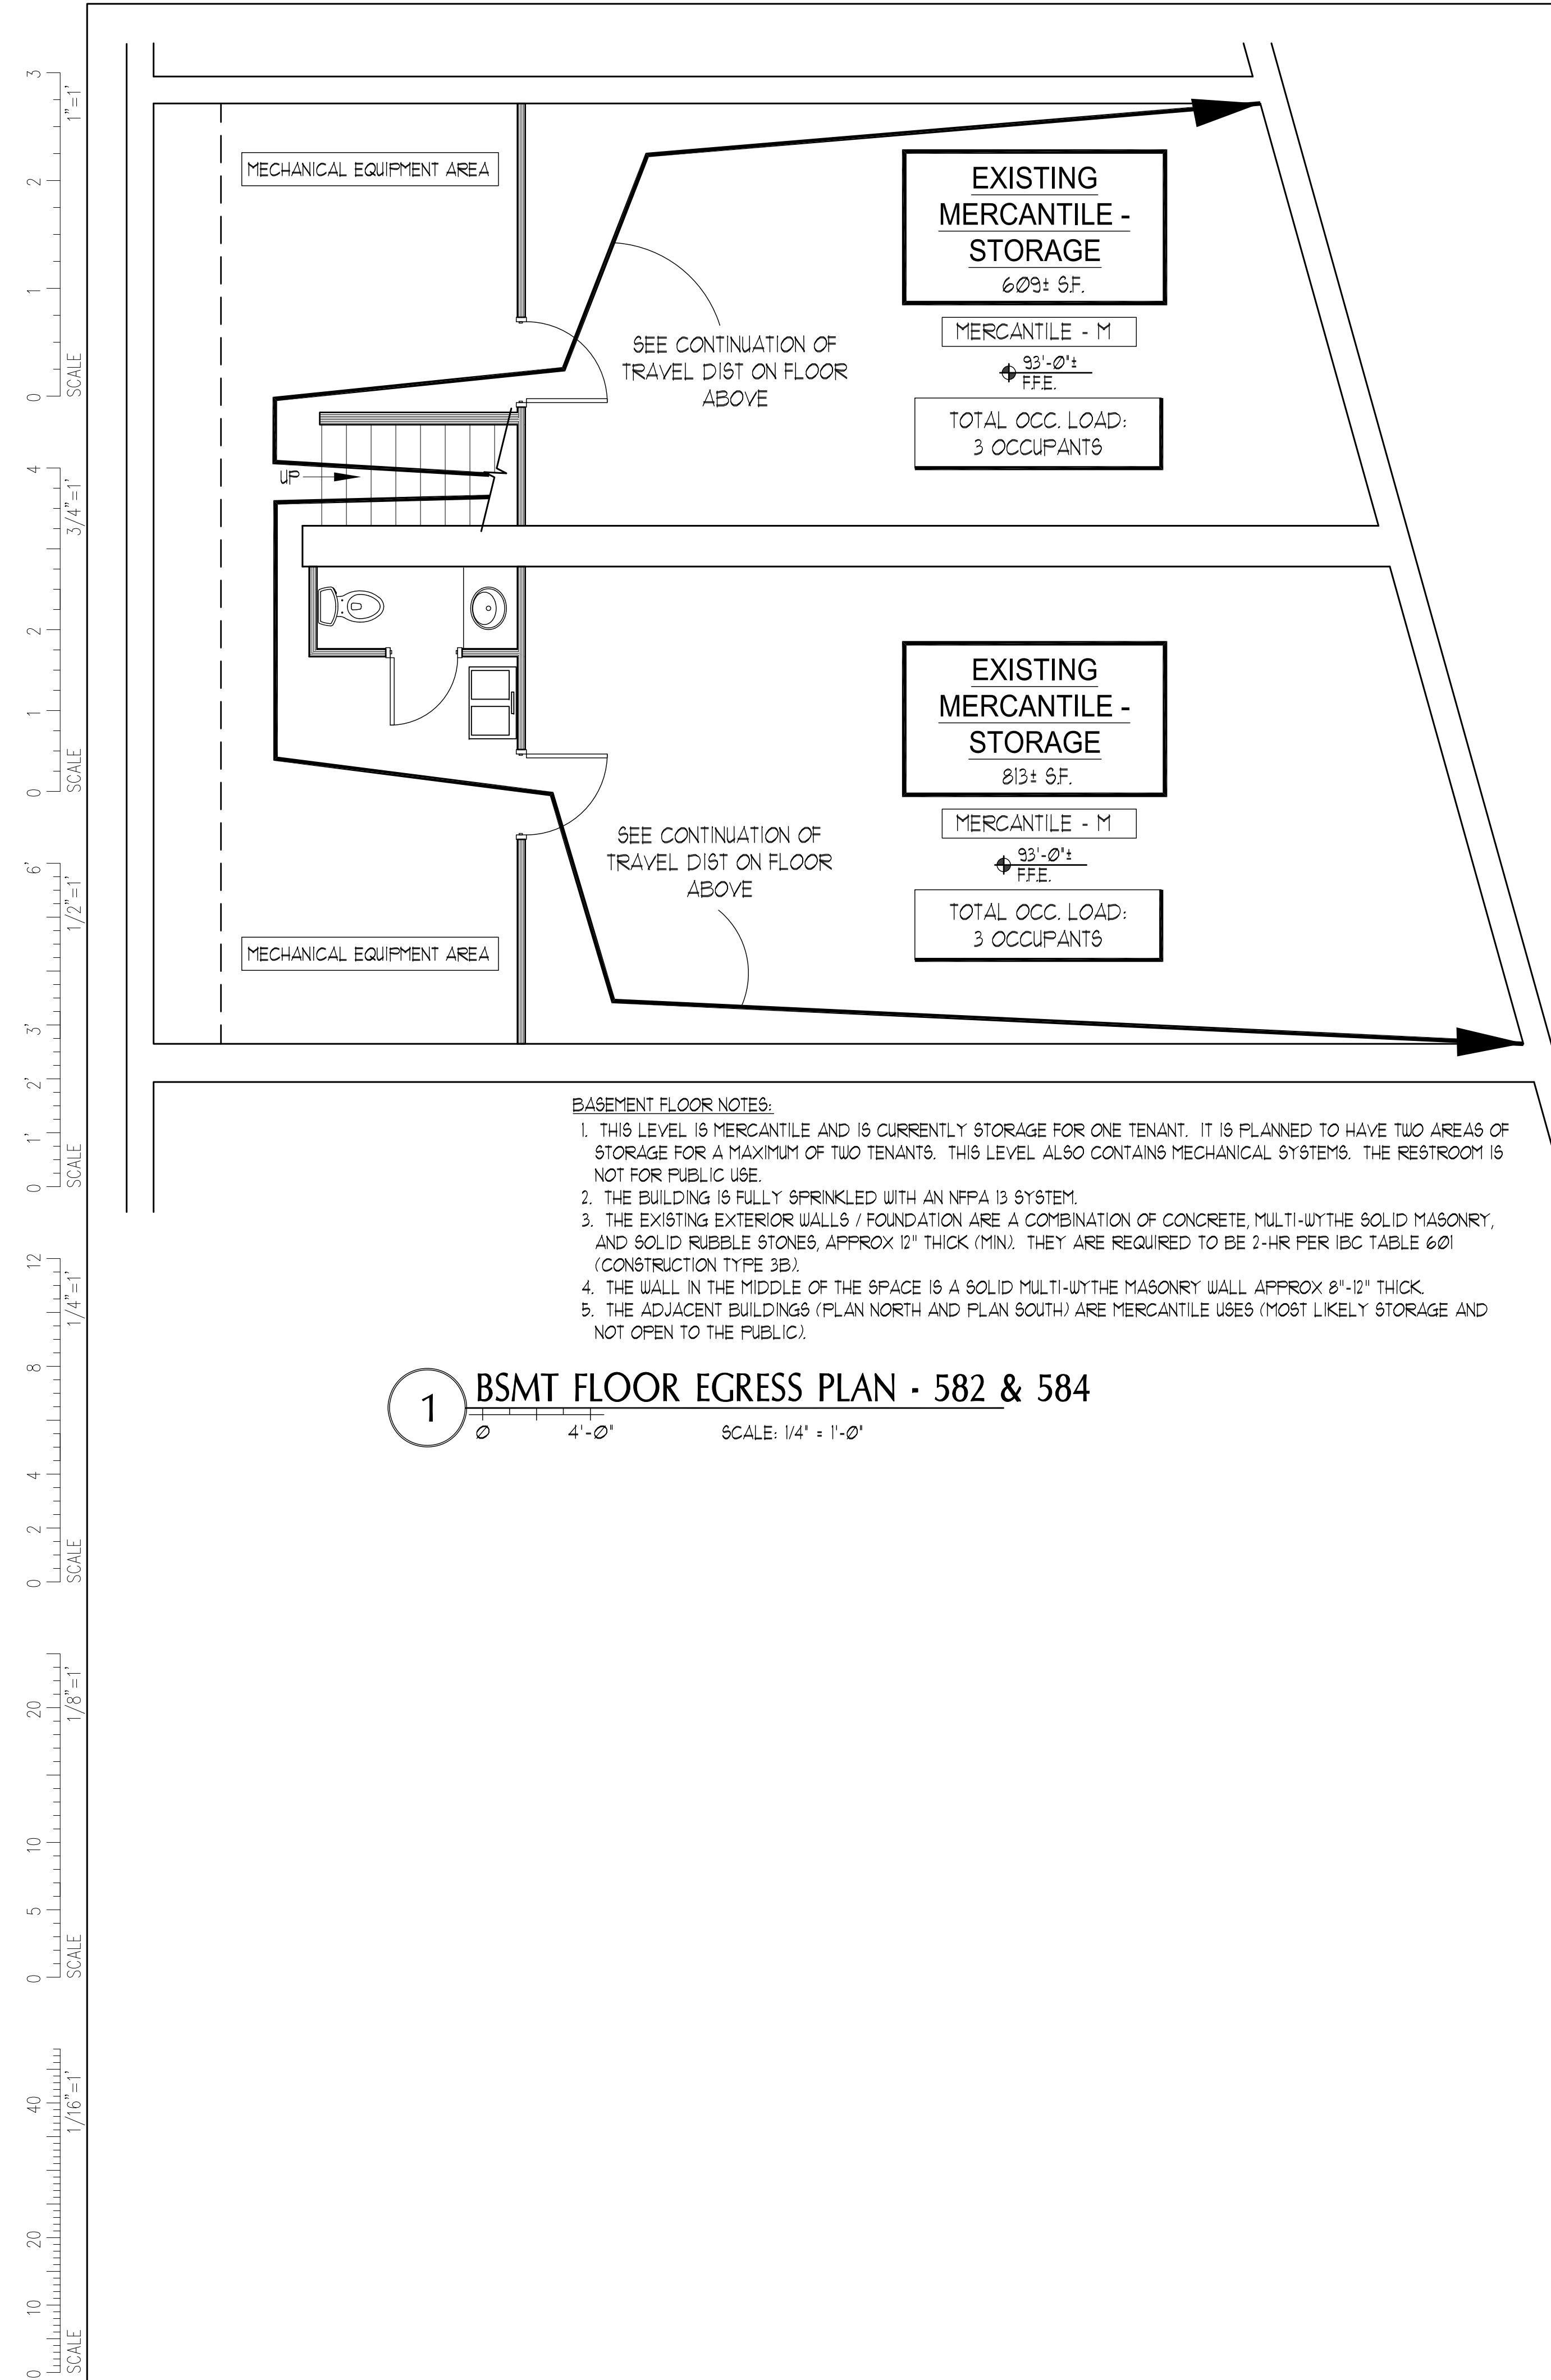 MECHANICAL EQUIPMENT AREA
EXISTING
MERCANTILE -
STORAGE
609± S.F.
MERCANTILE - M
93'-0"±
F.F.E.
TOTAL OCC. LOAD:
3 OCCUPANTS
SEE CONTINUATION OF
TRAVEL DIST ON FLOOR
ABOVE
UP
EXISTING
MERCANTILE -
STORAGE
813± S.F.
MERCANTILE - M
93'-0"±
F.F.E.
TOTAL OCC. LOAD:
3 OCCUPANTS
SEE CONTINUATION OF
TRAVEL DIST ON FLOOR
ABOVE
MECHANICAL EQUIPMENT AREA
BASEMENT FLOOR NOTES:
1. THIS LEVEL IS MERCANTILE AND IS CURRENTLY STORAGE FOR ONE TENANT. IT IS PLANNED TO HAVE TWO AREAS OF
STORAGE FOR A MAXIMUM OF TWO TENANTS. THIS LEVEL ALSO CONTAINS MECHANICAL SYSTEMS. THE RESTROOM IS
NOT FOR PUBLIC USE.
2. THE BUILDING IS FULLY SPRINKLED WITH AN NFPA 13 SYSTEM.
3. THE EXISTING EXTERIOR WALLS / FOUNDATION ARE A COMBINATION OF CONCRETE, MULTI-WYTHE SOLID MASONRY,
AND SOLID RUBBLE STONES, APPROX 12" THICK (MIN). THEY ARE REQUIRED TO BE 2-HR PER IBC TABLE 601
(CONSTRUCTION TYPE 3B).
4. THE WALL IN THE MIDDLE OF THE SPACE IS A SOLID MULTI-WYTHE MASONRY WALL APPROX 8"-12" THICK.
5. THE ADJACENT BUILDINGS (PLAN NORTH AND PLAN SOUTH) ARE MERCANTILE USES (MOST LIKELY STORAGE AND
NOT OPEN TO THE PUBLIC).
1
BSMT FLOOR EGRESS PLAN - 582 & 584
0 4'-0" SCALE: 1/4" = 1'-0"
0 1 2 3
SCALE 1"=1'
0 1 2 4
SCALE 3/4"=1'
0 1' 2' 3' 6'
SCALE 1/2"=1'
0 2 4 8 12
SCALE 1/4"=1'
0 5 10 20
SCALE 1/8"=1'
0 10 20 40
SCALE 1/16"=1'